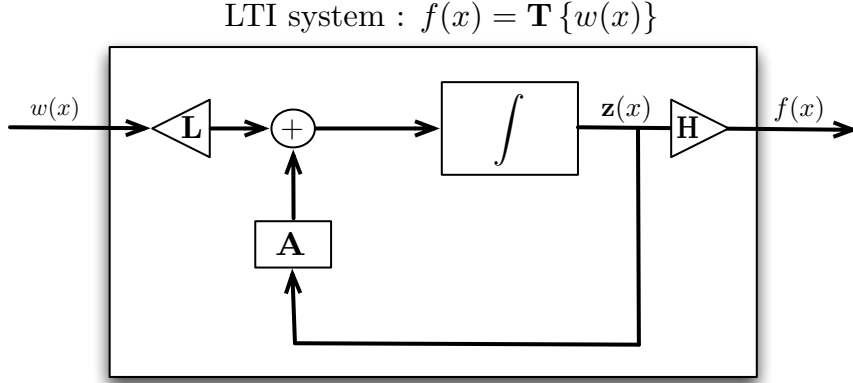 LTI system : f(x) = T {w(x)}
w(x)
L
+
∫
z(x)
H
f(x)
A